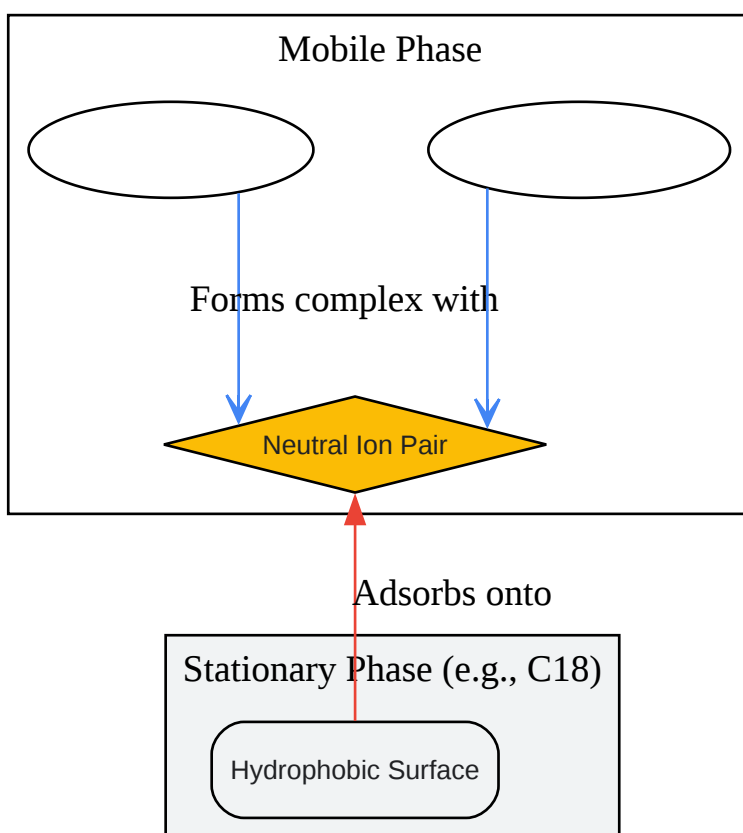 Mobile Phase
Forms complex with
Neutral Ion Pair
Adsorbs onto
Stationary Phase (e.g., C18)
Hydrophobic Surface